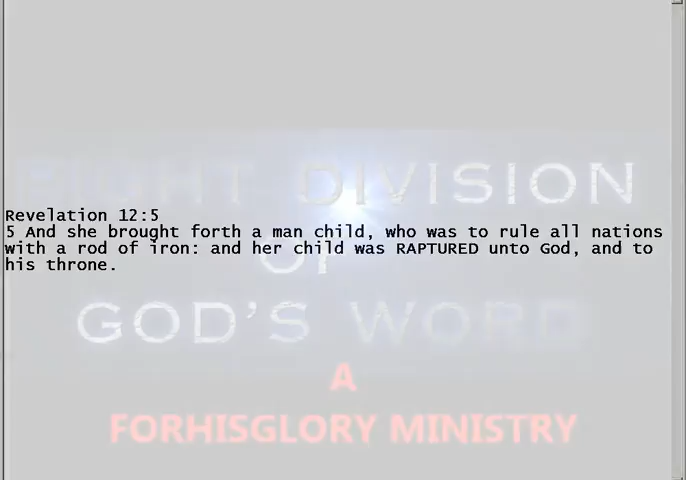 RIGHT DIVISION
Revelation 12:5
5 And she brought forth a man child, who was to rule all nations
with a rod of iron: and her child was RAPTURED unto God, and to
his throne.
OF
GOD'S WORD
A
FORHISGLORY MINISTRY